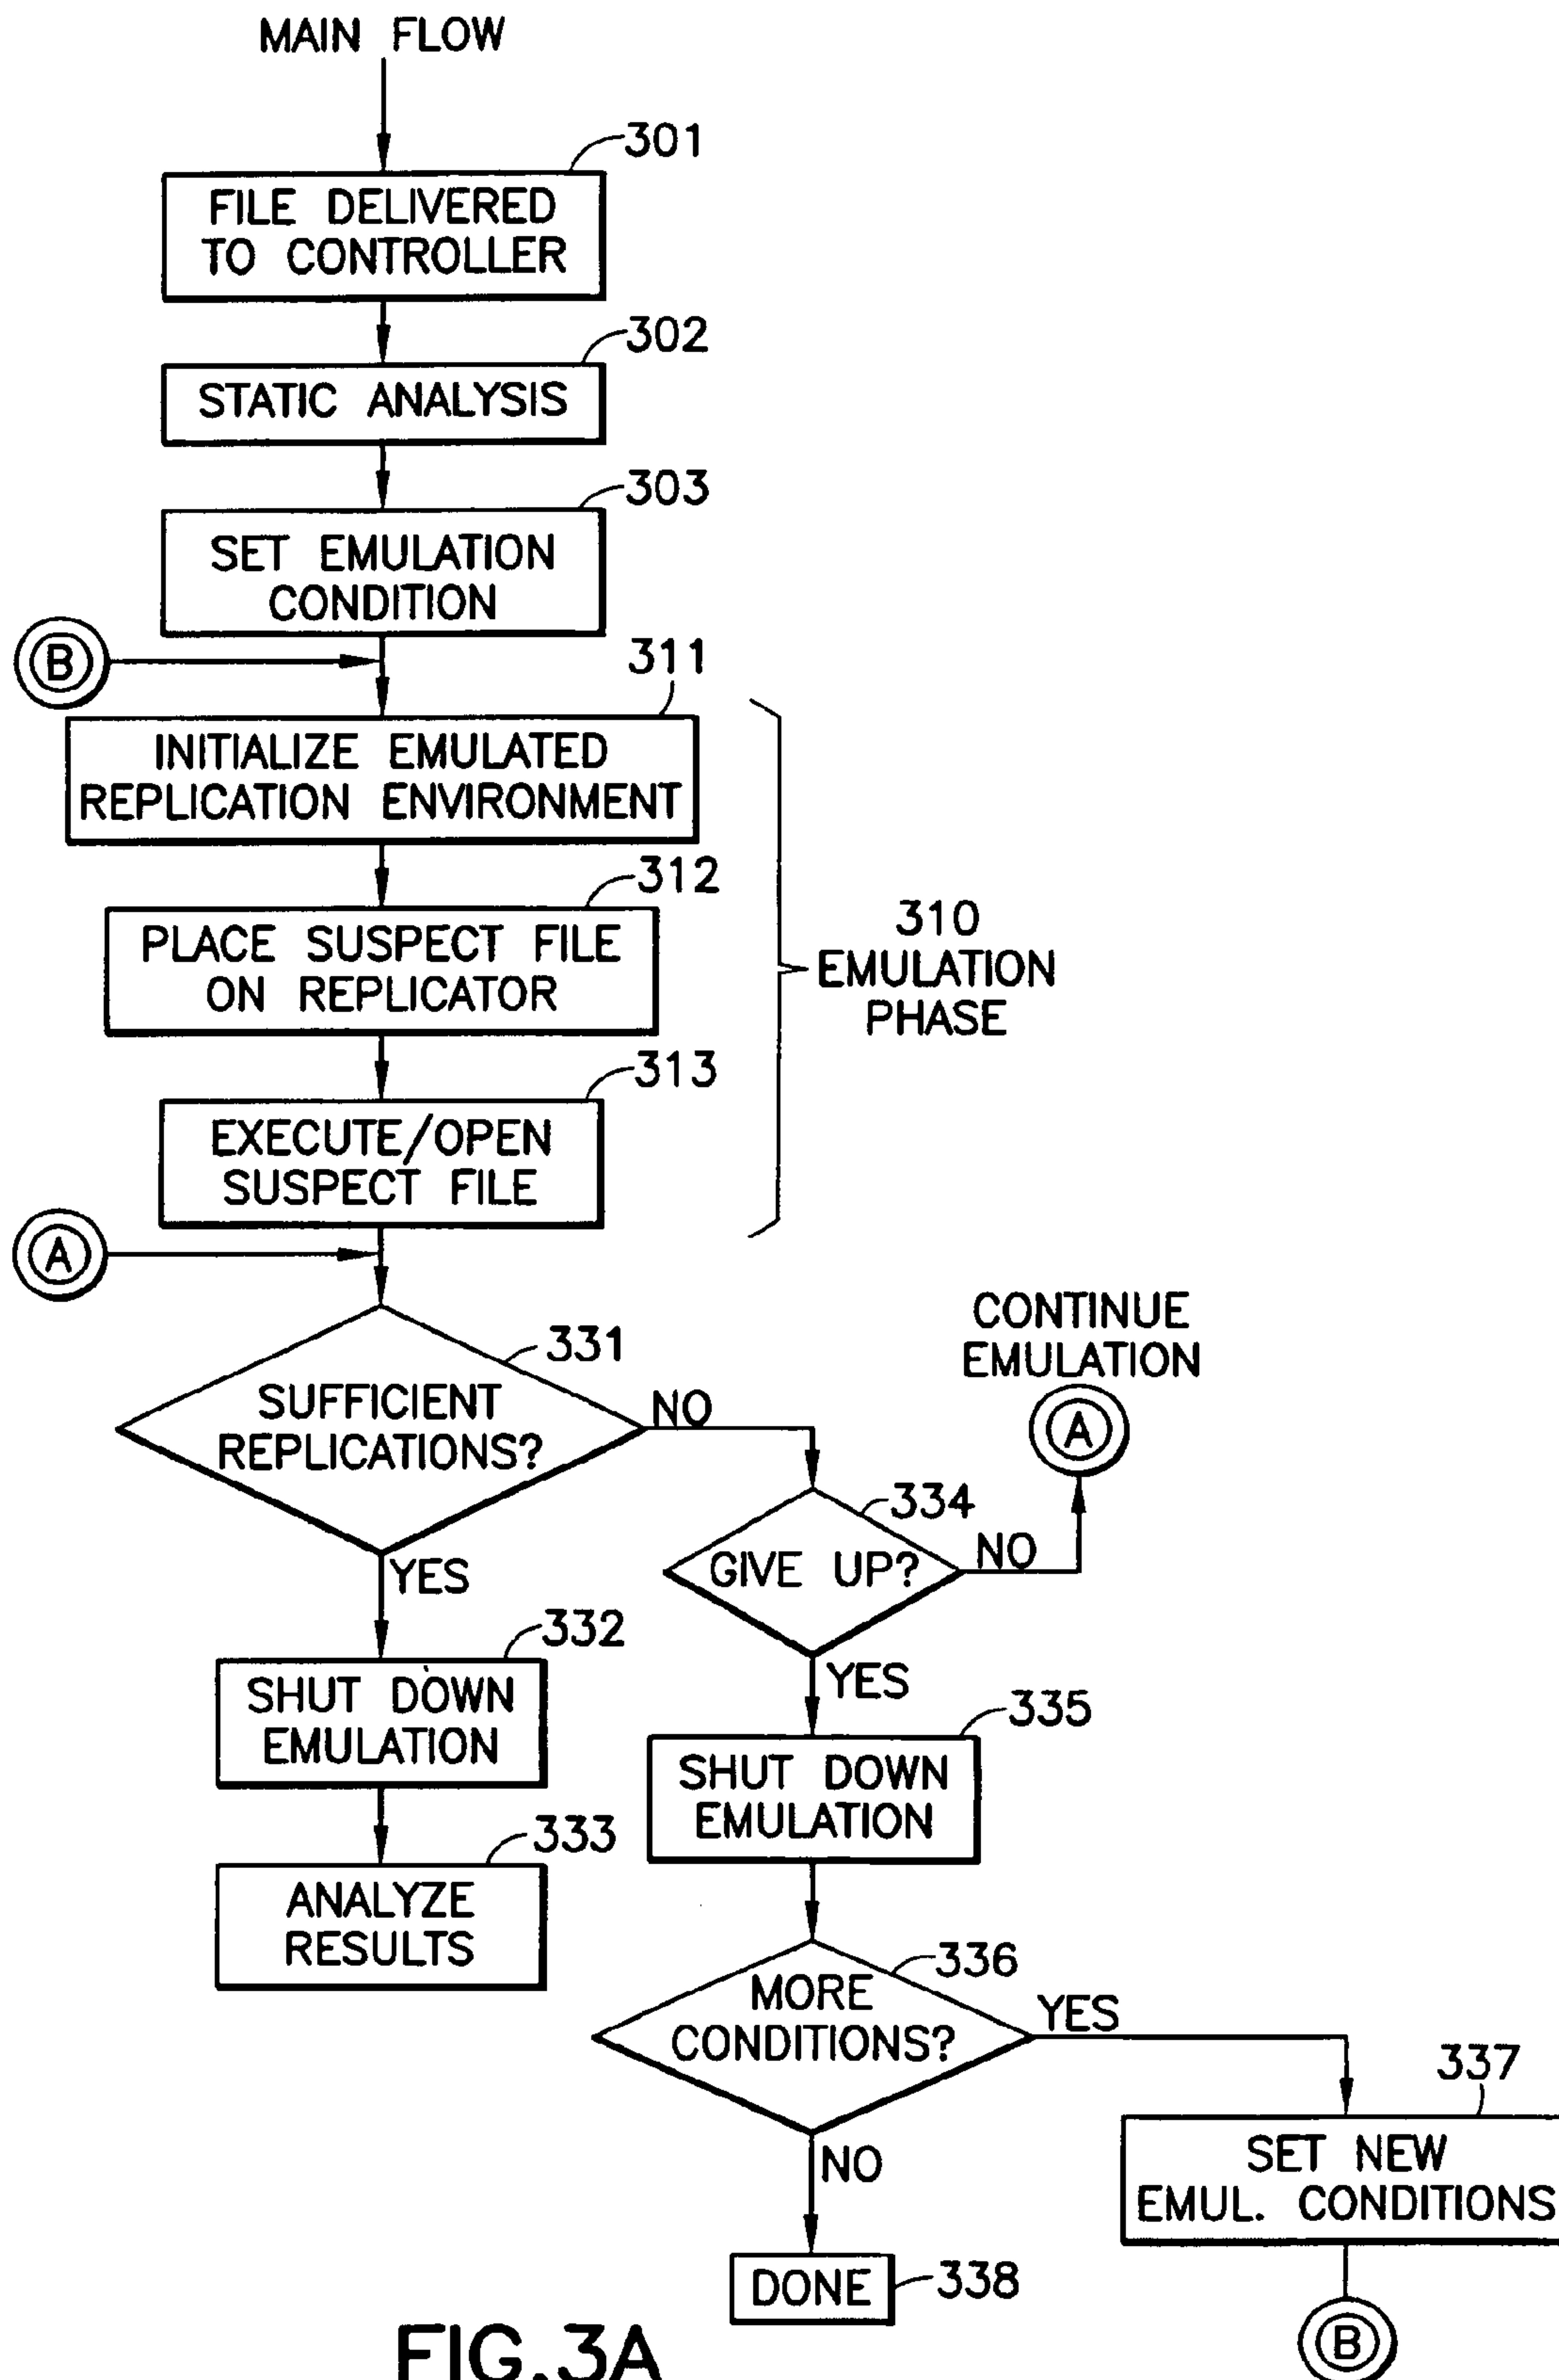 MAIN FLOW
301
FILE DELIVERED
TO CONTROLLER
302
STATIC ANALYSIS
303
SET EMULATION
CONDITION
B
311
INITIALIZE EMULATED
REPLICATION ENVIRONMENT
312
PLACE SUSPECT FILE
ON REPLICATOR
310
EMULATION
PHASE
313
EXECUTE/OPEN
SUSPECT FILE
A
331
SUFFICIENT
REPLICATIONS?
NO
CONTINUE
EMULATION
A
334
GIVE UP?
NO
YES
332
SHUT DOWN
EMULATION
YES
335
SHUT DOWN
EMULATION
333
ANALYZE
RESULTS
336
MORE
CONDITIONS?
YES
337
SET NEW
EMUL. CONDITIONS
NO
DONE
338
B
FIG.3A